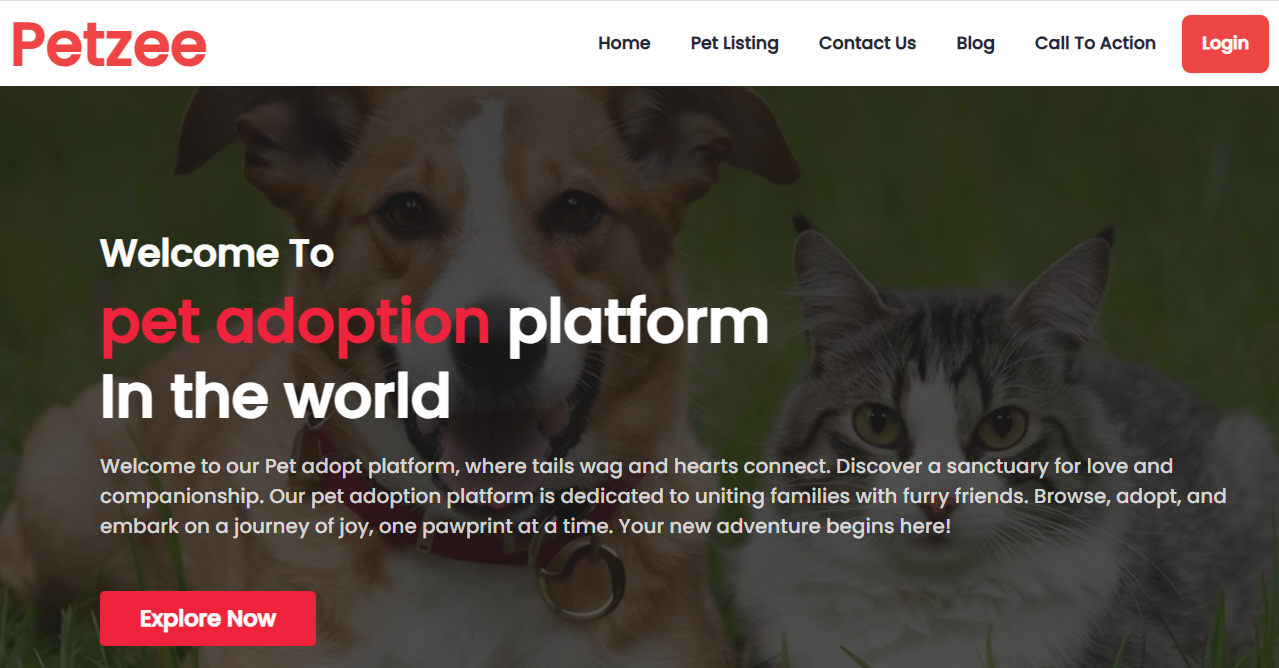 Petzee
Home
Pet Listing
Contact Us
Blog
Call To Action
Login
Welcome To
pet adoption platform
In the world
Welcome to our Pet adopt platform, where tails wag and hearts connect. Discover a sanctuary for love and
companionship. Our pet adoption platform is dedicated to uniting families with furry friends. Browse, adopt, and
embark on a journey of joy, one pawprint at a time. Your new adventure begins here!
Explore Now